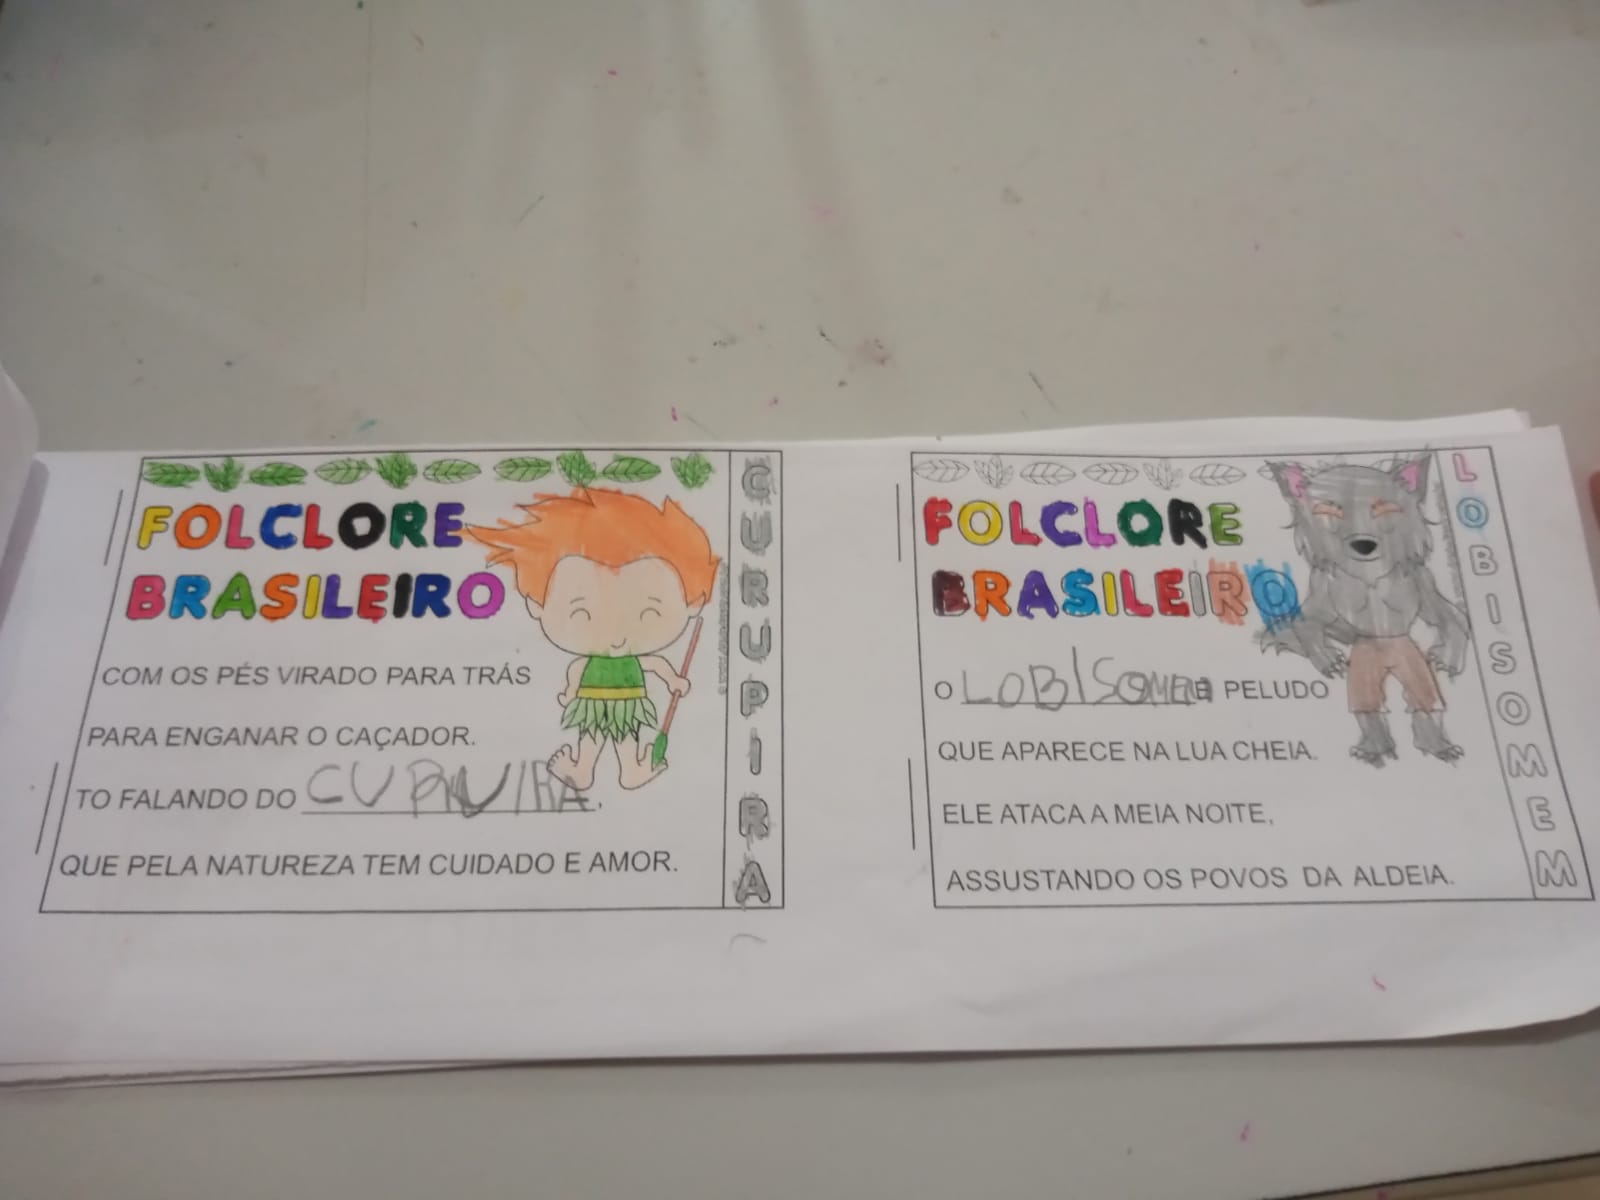 FOLCLORE
BRASILEIRO
COM OS PÉS VIRADO PARA TRÁS
PARA ENGANAR O CAÇADOR.
TO FALANDO DO CURUIRA.
QUE PELA NATUREZA TEM CUIDADO E AMOR.
CURUPIRA
FOLCLORE
BRASILEIRO
O LOBISOMEM É PELUDO
QUE APARECE NA LUA CHEIA.
ELE ATACA A MEIA NOITE,
ASSUSTANDO OS POVOS DA ALDEIA.
LOBISOMEM